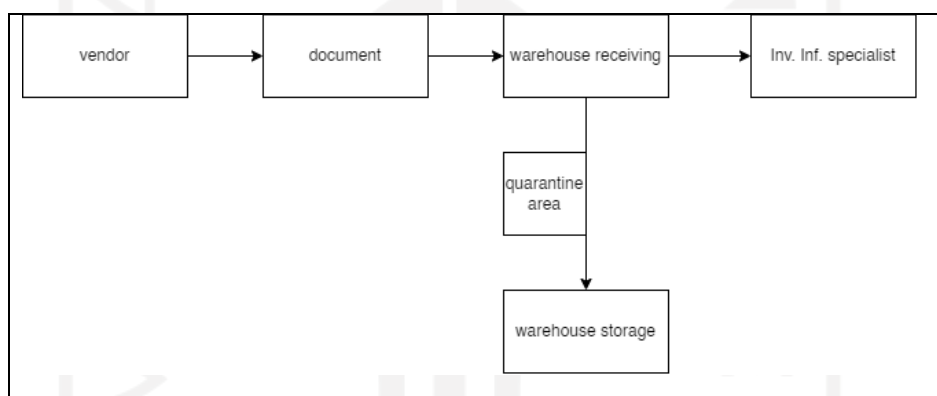 vendor
document
warehouse receiving
Inv. Inf. specialist
quarantine
area
warehouse storage